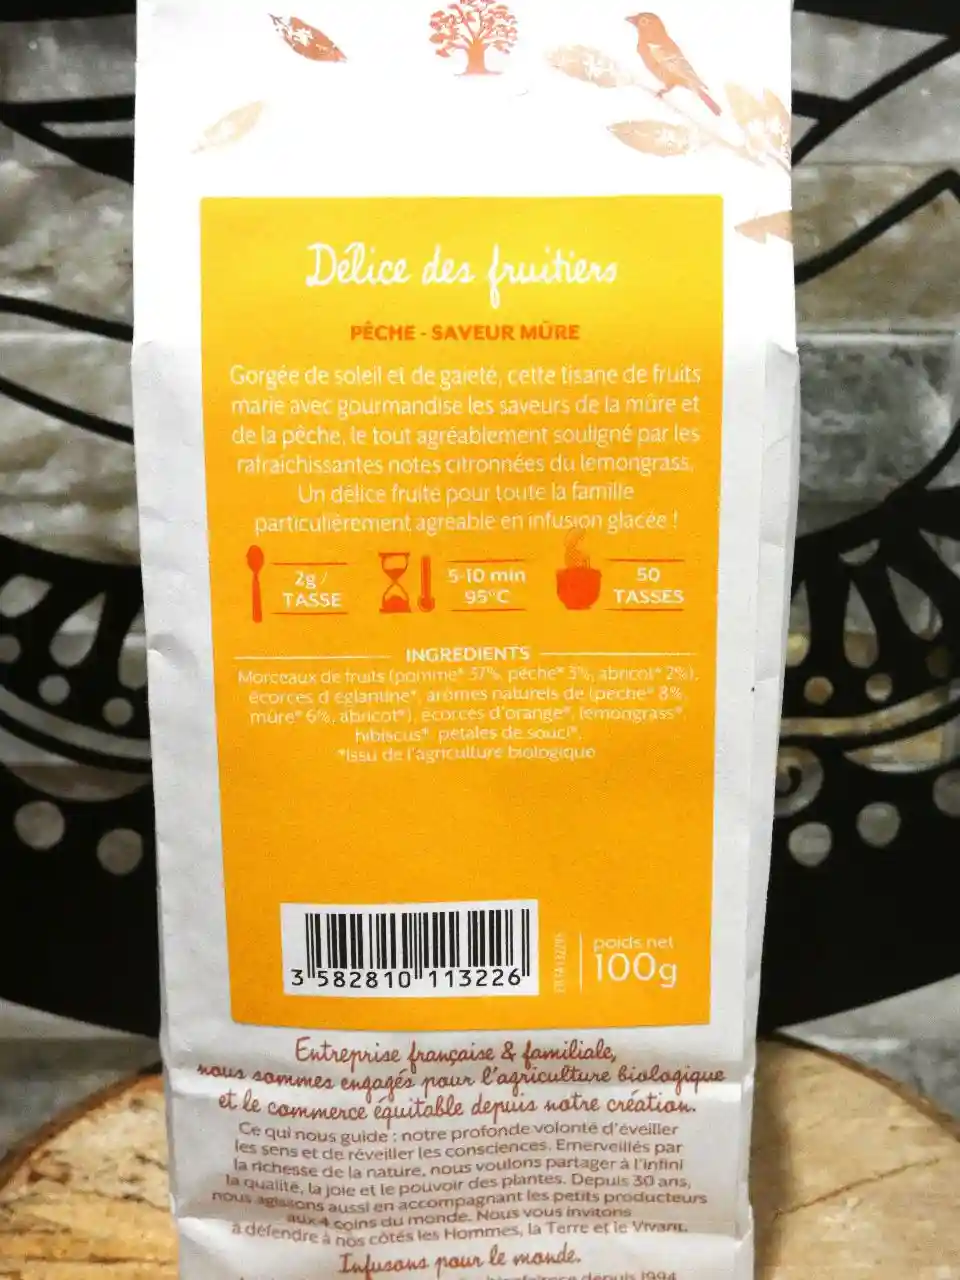 Délice des fruitiers
PÊCHE - SAVEUR MÛRE
Gorgée de soleil et de gaieté, cette tisane de fruits
marie avec gourmandise les saveurs de la mûre et
de la pêche, le tout agréablement souligné par les
rafraîchissantes notes citronnées du lemongrass.
Un délice fruité pour toute la famille
particulièrement agréable en infusion glacée !
2g /
TASSE
5-10 min
95°C
50
TASSES
INGREDIENTS
Morceaux de fruits (pomme* 57%, pêche* 3%, abricot* 2%),
écorces d'églantine*, arômes naturels de (pêche* 8%,
mûre* 6%, abricot*), écorces d'orange*, lemongrass*,
hibiscus*, pétales de souci*.
*Issu de l'agriculture biologique
3 582810 113226
poids net
100g
Entreprise française & familiale,
nous sommes engagés pour l'agriculture biologique
et le commerce équitable depuis notre création.
Ce qui nous guide : notre profonde volonté d'éveiller
les sens et de réveiller les consciences. Emerveillés par
la richesse de la nature, nous voulons partager à l'infini
la qualité, la joie et le pouvoir des plantes. Depuis 30 ans,
nous agissons aussi en accompagnant les petits producteurs
aux 4 coins du monde. Nous vous invitons
à défendre à nos côtés les Hommes, la Terre et le Vivant.
Infusons pour le monde.
depuis 1994